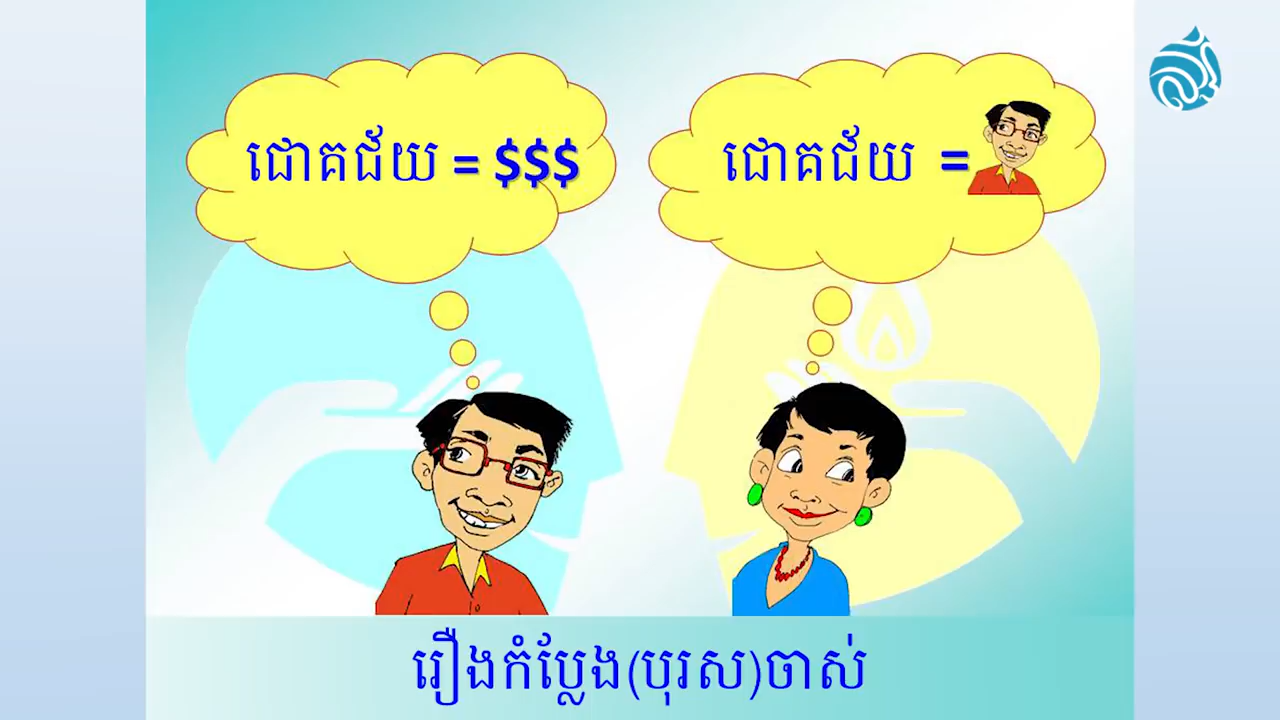 ជោគជ័យ = $$$
ជោគជ័យ =
រឿងកំប្លែង(បុរស)ចាស់